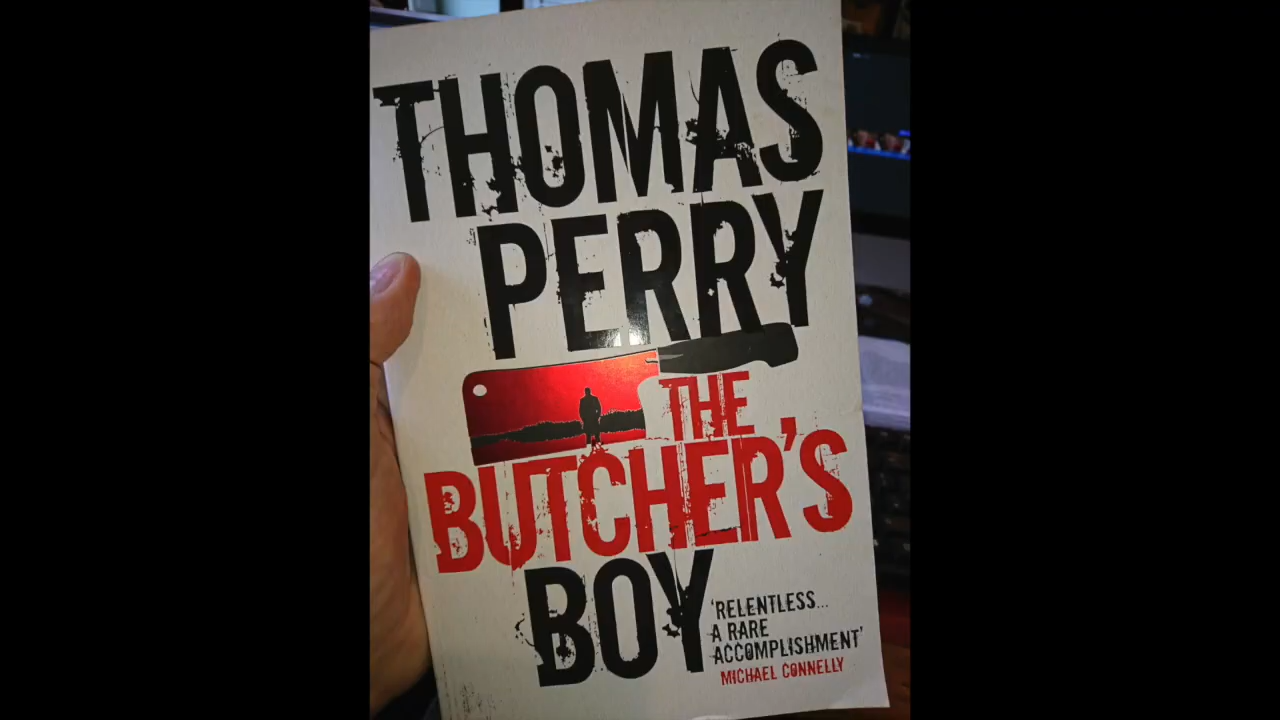 THOMAS
PERRY
THE
BUTCHER'S
BOY
'RELENTLESS...
A RARE
ACCOMPLISHMENT'
MICHAEL CONNELLY